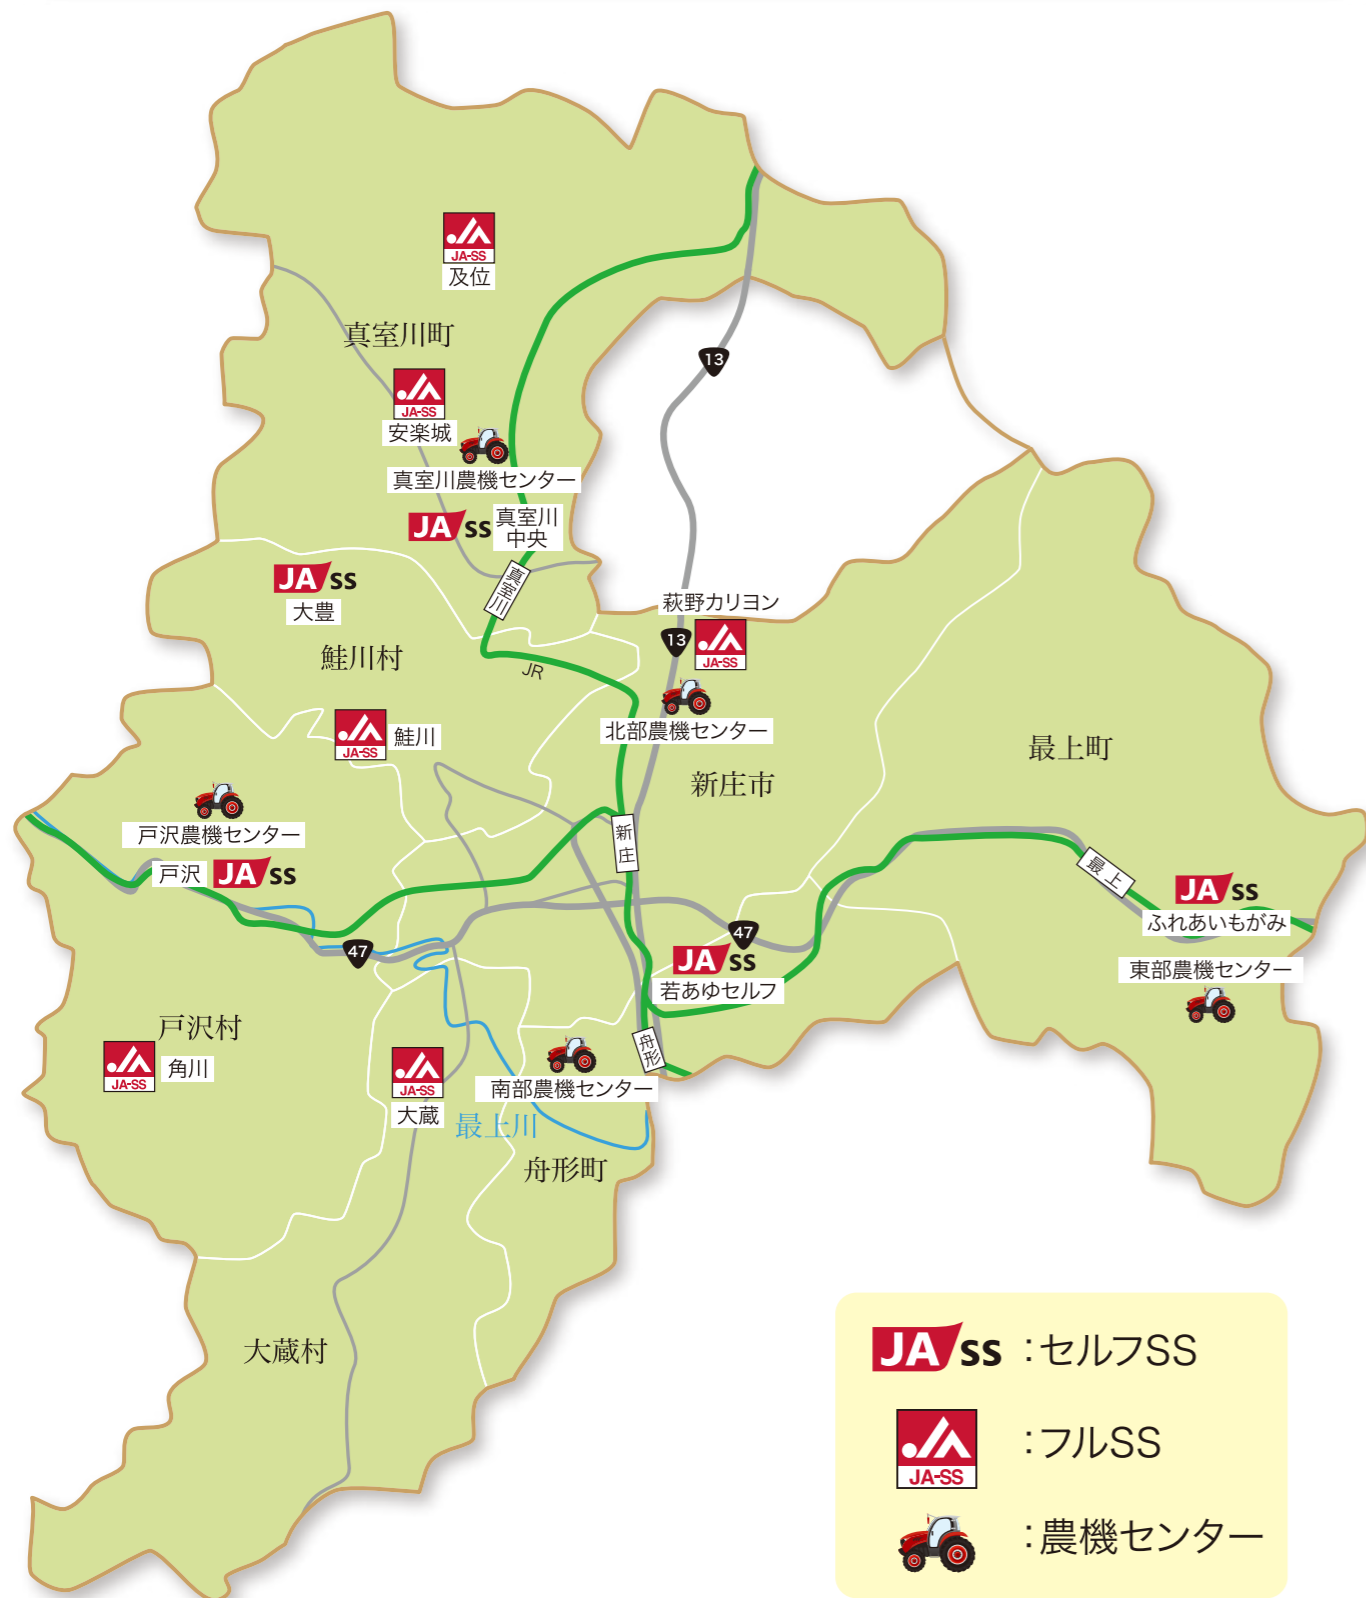 JA-SS
及位
真室川町
13
JA-SS
安楽城
真室川農機センター
JA ss
真室川
中央
真室川
JA ss
大豊
萩野カリヨン
13
JA-SS
鮭川村
JR
JA-SS
鮭川
北部農機センター
新庄市
最上町
戸沢農機センター
新庄
戸沢
JA ss
最上
JA ss
ふれあいもがみ
47
47
JA ss
若あゆセルフ
東部農機センター
戸沢村
JA-SS
角川
舟形
JA-SS
大蔵
南部農機センター
最上川
舟形町
大蔵村
JA ss :セルフSS
JA-SS
:フルSS
:農機センター